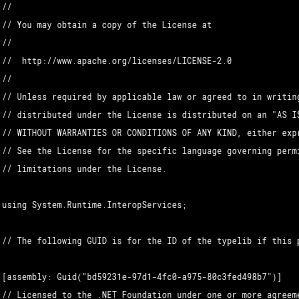 //
// You may obtain a copy of the License at
//
//  http://www.apache.org/licenses/LICENSE-2.0
//
// Unless required by applicable law or agreed to in writing
// distributed under the License is distributed on an "AS IS
// WITHOUT WARRANTIES OR CONDITIONS OF ANY KIND, either expr
// See the License for the specific language governing permi
// limitations under the License.
using System.Runtime.InteropServices;
// The following GUID is for the ID of the typelib if this p
[assembly: Guid("bd59231e-97d1-4fc0-a975-80c3fed498b7")]
// Licensed to the .NET Foundation under one or more agreeme